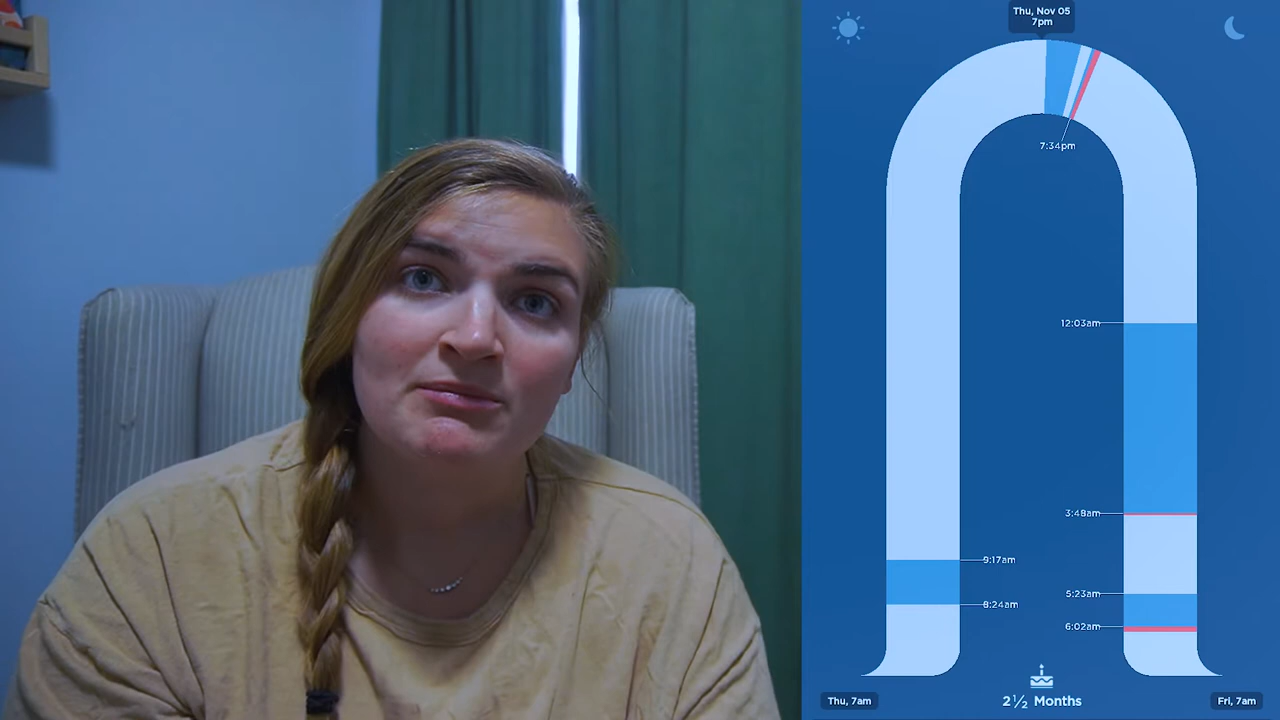 Thu, Nov 05
7pm
7:34pm
12:03am
3:48am
9:17am
5:23am
8:24am
6:02am
2½ Months
Thu, 7am
Fri, 7am